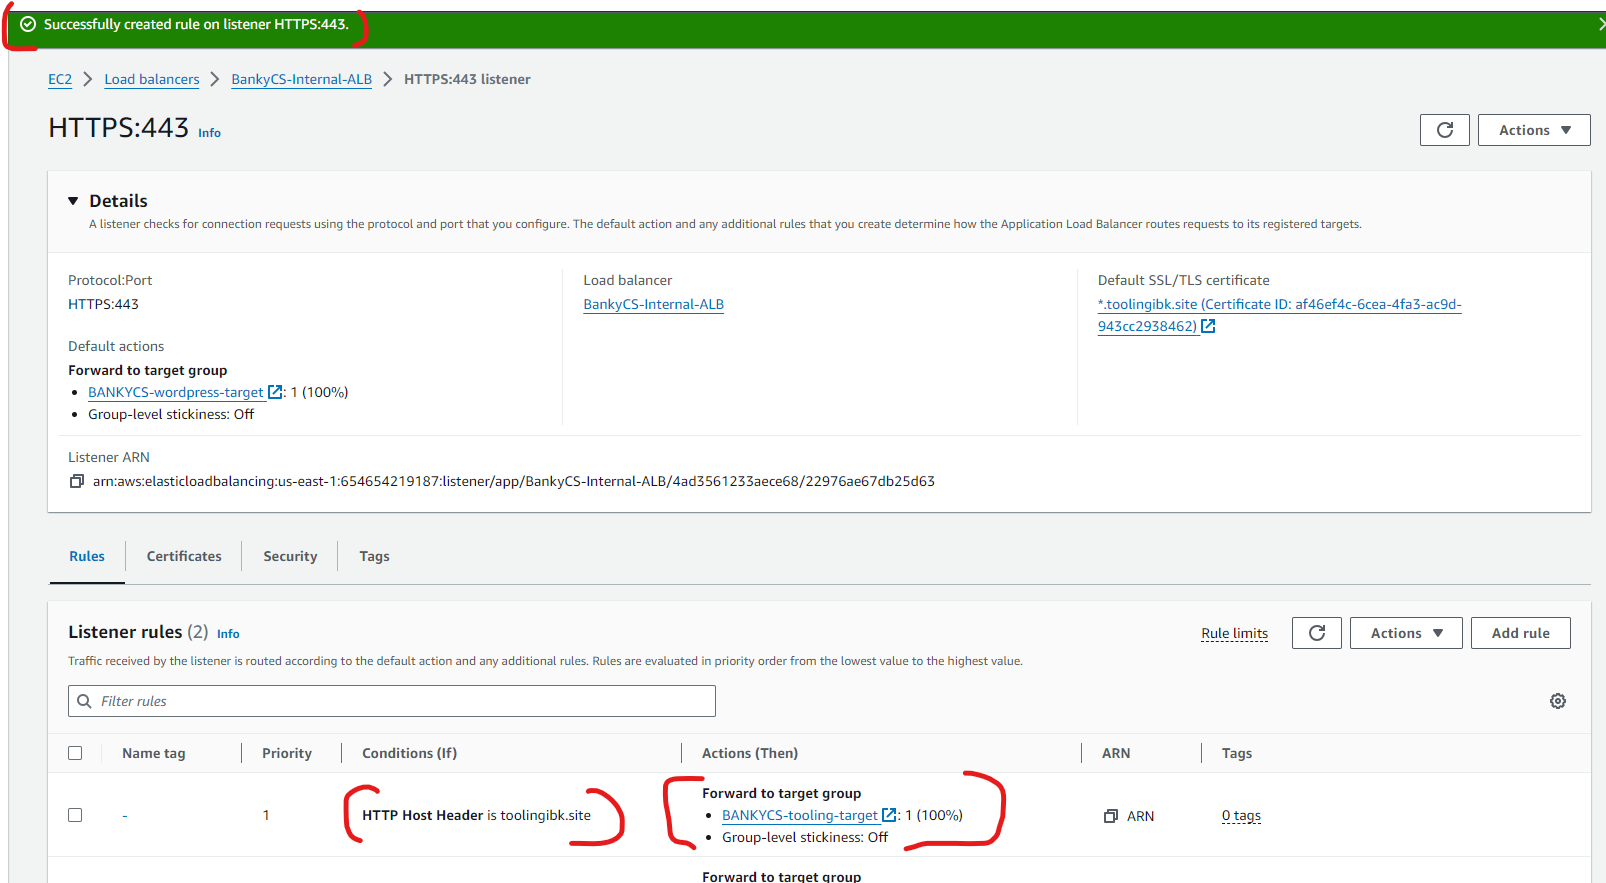 Successfully created rule on listener HTTPS:443.
EC2 > Load balancers > BankyCS-Internal-ALB > HTTPS:443 listener
HTTPS:443 Info
Actions
Details
A listener checks for connection requests using the protocol and port that you configure. The default action and any additional rules that you create determine how the Application Load Balancer routes requests to its registered targets.
Protocol:Port
HTTPS:443
Load balancer
BankyCS-Internal-ALB
Default SSL/TLS certificate
*.toolingibk.site (Certificate ID: af46ef4c-6cea-4fa3-ac9d-
943cc2938462)
Default actions
Forward to target group
• BANKYCS-wordpress-target : 1 (100%)
• Group-level stickiness: Off
Listener ARN
arn:aws:elasticloadbalancing:us-east-1:654654219187:listener/app/BankyCS-Internal-ALB/4ad3561233aece68/22976ae67db25d63
Rules Certificates Security Tags
Listener rules (2) Info
Rule limits Actions Add rule
Traffic received by the listener is routed according to the default action and any additional rules. Rules are evaluated in priority order from the lowest value to the highest value.
Filter rules
Name tag Priority Conditions (If) Actions (Then) ARN Tags
- 1 HTTP Host Header is toolingibk.site
Forward to target group
• BANKYCS-tooling-target : 1 (100%)
• Group-level stickiness: Off
ARN 0 tags
Forward to target group